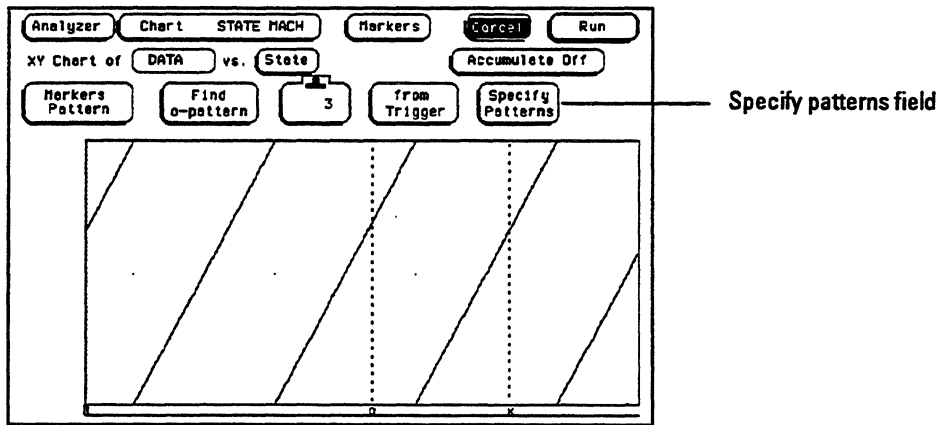 Analyzer Chart STATE MACH Markers Cancel Run
XY Chart of DATA vs. State Accumulate Off
Markers Pattern Find o-pattern 3 from Trigger Specify Patterns
Specify patterns field
o x